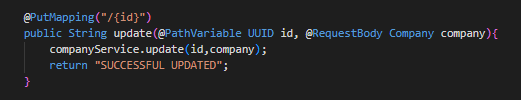 @PutMapping("/{id}")
public String update(@PathVariable UUID id, @RequestBody Company company){
    companyService.update(id,company);
    return "SUCCESSFUL UPDATED";
}